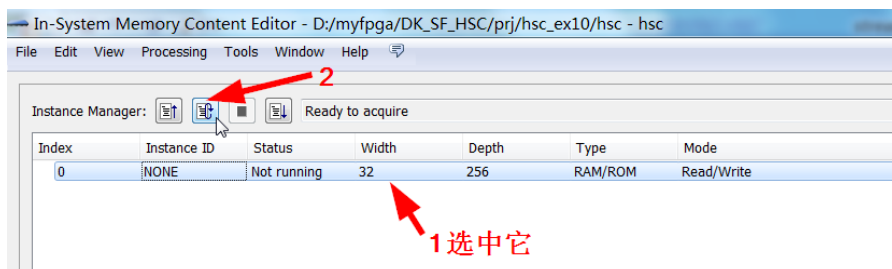 In-System Memory Content Editor - D:/myfpga/DK_SF_HSC/prj/hsc_ex10/hsc - hsc
File Edit View Processing Tools Window Help
2
Instance Manager: Ready to acquire
Index Instance ID Status Width Depth Type Mode
0 NONE Not running 32 256 RAM/ROM Read/Write
1选中它